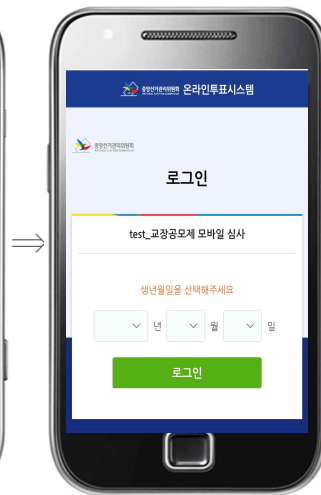 중앙선거관리위원회 온라인투표시스템
중앙선거관리위원회
로그인
test_교장공모제 모바일 심사
생년월일을 선택해주세요
년 월 일
로그인